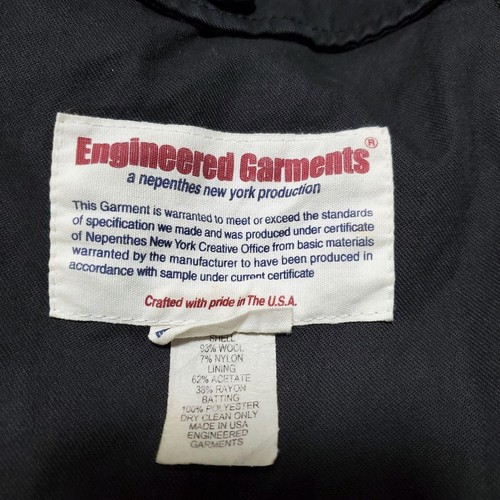 Engineered Garments®
a nepenthes new york production
This Garment is warranted to meet or exceed the standards
of specification we made and was produced under certificate
of Nepenthes New York Creative Office from basic materials
warranted by the manufacturer to have been produced in
accordance with sample under current certificate
Crafted with pride in The U.S.A.
SHELL
93% WOOL
7% NYLON
LINING
62% ACETATE
38% RAYON
BATTING
100% POLYESTER
DRY CLEAN ONLY
MADE IN USA
ENGINEERED
GARMENTS